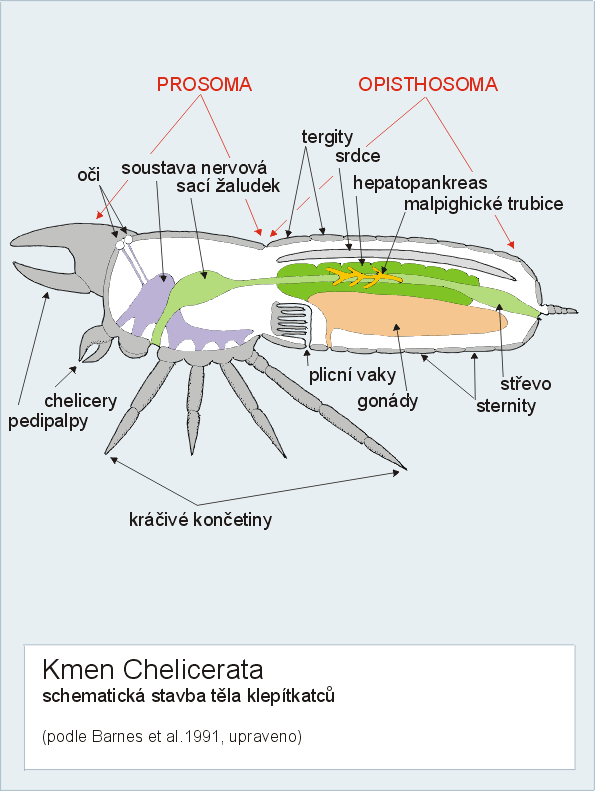 PROSOMA
OPISTHOSOMA
tergity
srdce
oči
soustava nervová
sací žaludek
hepatopankreas
malpighické trubice
plicní vaky
střevo
chelicery
gonády
sternity
pedipalpy
kráčivé končetiny
Kmen Chelicerata
schematická stavba těla klepítkatců
(podle Barnes et al.1991, upraveno)